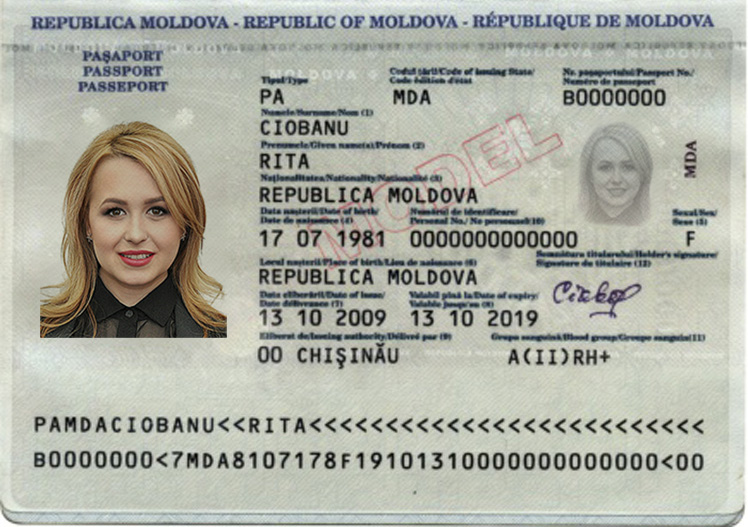 REPUBLICA MOLDOVA - REPUBLIC OF MOLDOVA - RÉPUBLIQUE DE MOLDOVA
PAŞAPORT
PASSPORT
PASSEPORT
Tipul/Type
Codul ţării/Code of Issuing State/
Code édition d'état
Nr. paşaportului/Passport No./
Numéro de passeport
PA MDA B0000000
Numele/Surname/Nom (1)
CIOBANU
Prenumele/Given name(s)/Prénom (2)
RITA
MDA
Naţionalitatea/Nationality/Nationalité (3)
REPUBLICA MOLDOVA
MODEL
Data naşterii/Date of birth/
Date de naissance (4)
Numărul de identificare/
Personal No./No personnel(10)
Sexul/Sex/
Sexe (5)
17 07 1981 0000000000000 F
Locul naşterii/Place of birth/Lieu de naissance (6)
Semnătura titularului/Holder's signature/
Signature du titulaire (12)
REPUBLICA MOLDOVA
Data eliberării/Date of issue/
Date délivrance (7)
Valabil pînă la/Date of expiry/
Valable jusqu'au (8)
13 10 2009 13 10 2019
Eliberat de/Issuing authority/Délivré par (9)
Grupa sanguină/Blood group/Groupe sanguin(11)
00 CHIŞINĂU A(II)RH+
PAMDACIOBANU<<RITA<<<<<<<<<<<<<<<<<<<<<<<<<<
B0000000<7MDA8107178F19101310000000000000<00